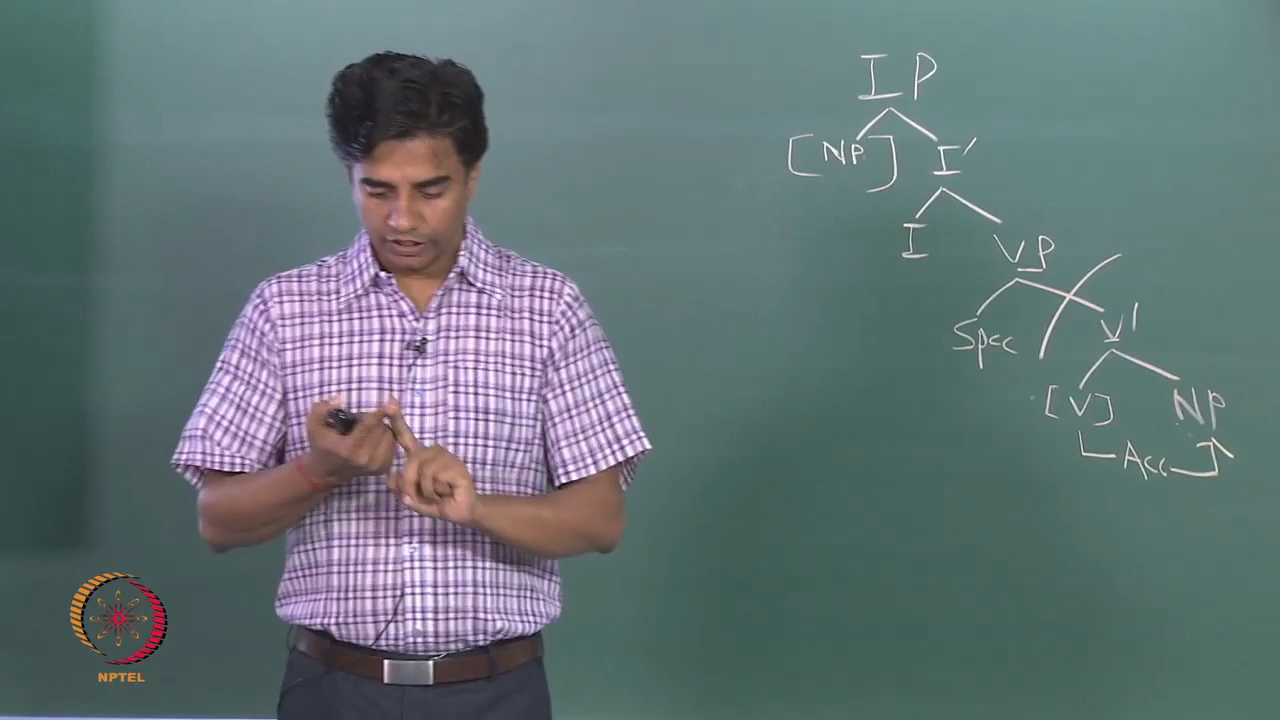 IP
[NP] I'
I VP
Spec V'
[V] NP
Acc
NPTEL